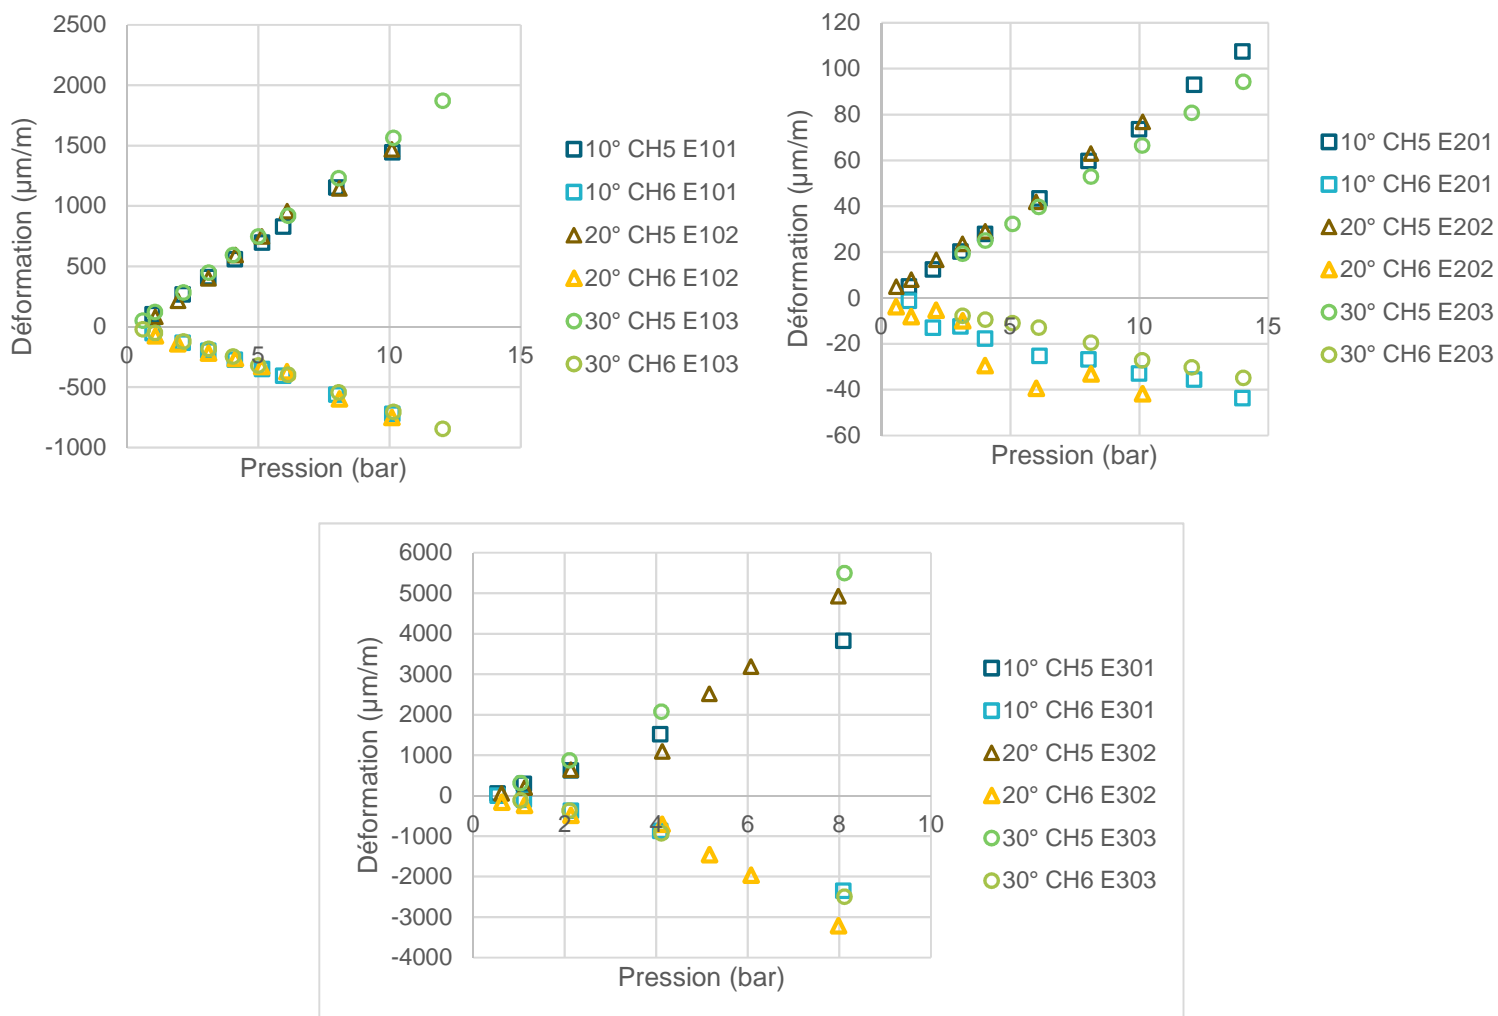 2500
2000
1500
1000
500
0
-500
-1000
0
5
10
15
Déformation (µm/m)
Pression (bar)
10° CH5 E101
10° CH6 E101
20° CH5 E102
20° CH6 E102
30° CH5 E103
30° CH6 E103
120
100
80
60
40
20
0
-20
-40
-60
0
5
10
15
Déformation (µm/m)
Pression (bar)
10° CH5 E201
10° CH6 E201
20° CH5 E202
20° CH6 E202
30° CH5 E203
30° CH6 E203
6000
5000
4000
3000
2000
1000
0
-1000
-2000
-3000
-4000
0
2
4
6
8
10
Déformation (µm/m)
Pression (bar)
10° CH5 E301
10° CH6 E301
20° CH5 E302
20° CH6 E302
30° CH5 E303
30° CH6 E303